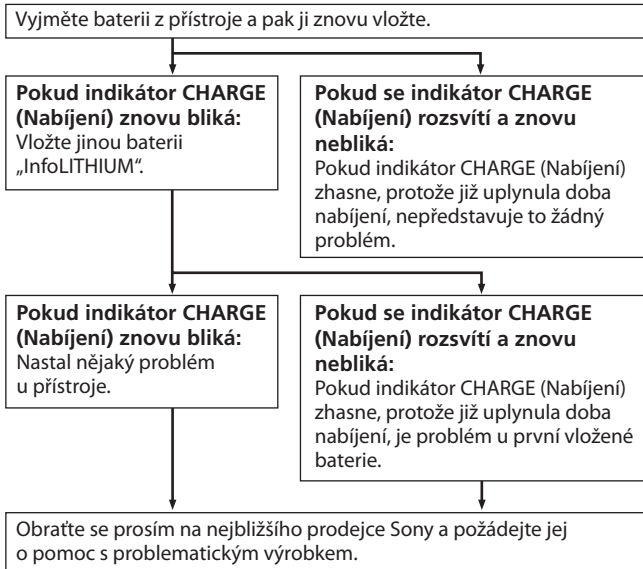 Vyjměte baterii z přístroje a pak ji znovu vložte.
Pokud indikátor CHARGE
(Nabíjení) znovu bliká:
Vložte jinou baterii
„InfoLITHIUM“.
Pokud se indikátor CHARGE
(Nabíjení) rozsvítí a znovu
nebliká:
Pokud indikátor CHARGE (Nabíjení)
zhasne, protože již uplynula doba
nabíjení, nepředstavuje to žádný
problém.
Pokud indikátor CHARGE
(Nabíjení) znovu bliká:
Nastal nějaký problém
u přístroje.
Pokud se indikátor CHARGE
(Nabíjení) rozsvítí a znovu
nebliká:
Pokud indikátor CHARGE (Nabíjení)
zhasne, protože již uplynula doba
nabíjení, je problém u první vložené
baterie.
Obraťte se prosím na nejbližšího prodejce Sony a požádejte jej
o pomoc s problematickým výrobkem.